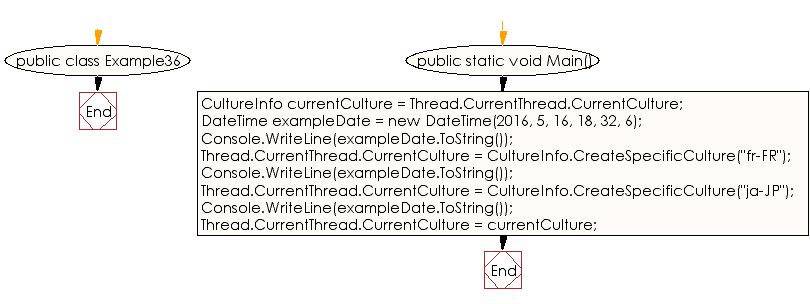 public class Example36
End
public static void Main()
CultureInfo currentCulture = Thread.CurrentThread.CurrentCulture;
DateTime exampleDate = new DateTime(2016, 5, 16, 18, 32, 6);
Console.WriteLine(exampleDate.ToString());
Thread.CurrentThread.CurrentCulture = CultureInfo.CreateSpecificCulture("fr-FR");
Console.WriteLine(exampleDate.ToString());
Thread.CurrentThread.CurrentCulture = CultureInfo.CreateSpecificCulture("ja-JP");
Console.WriteLine(exampleDate.ToString());
Thread.CurrentThread.CurrentCulture = currentCulture;
End